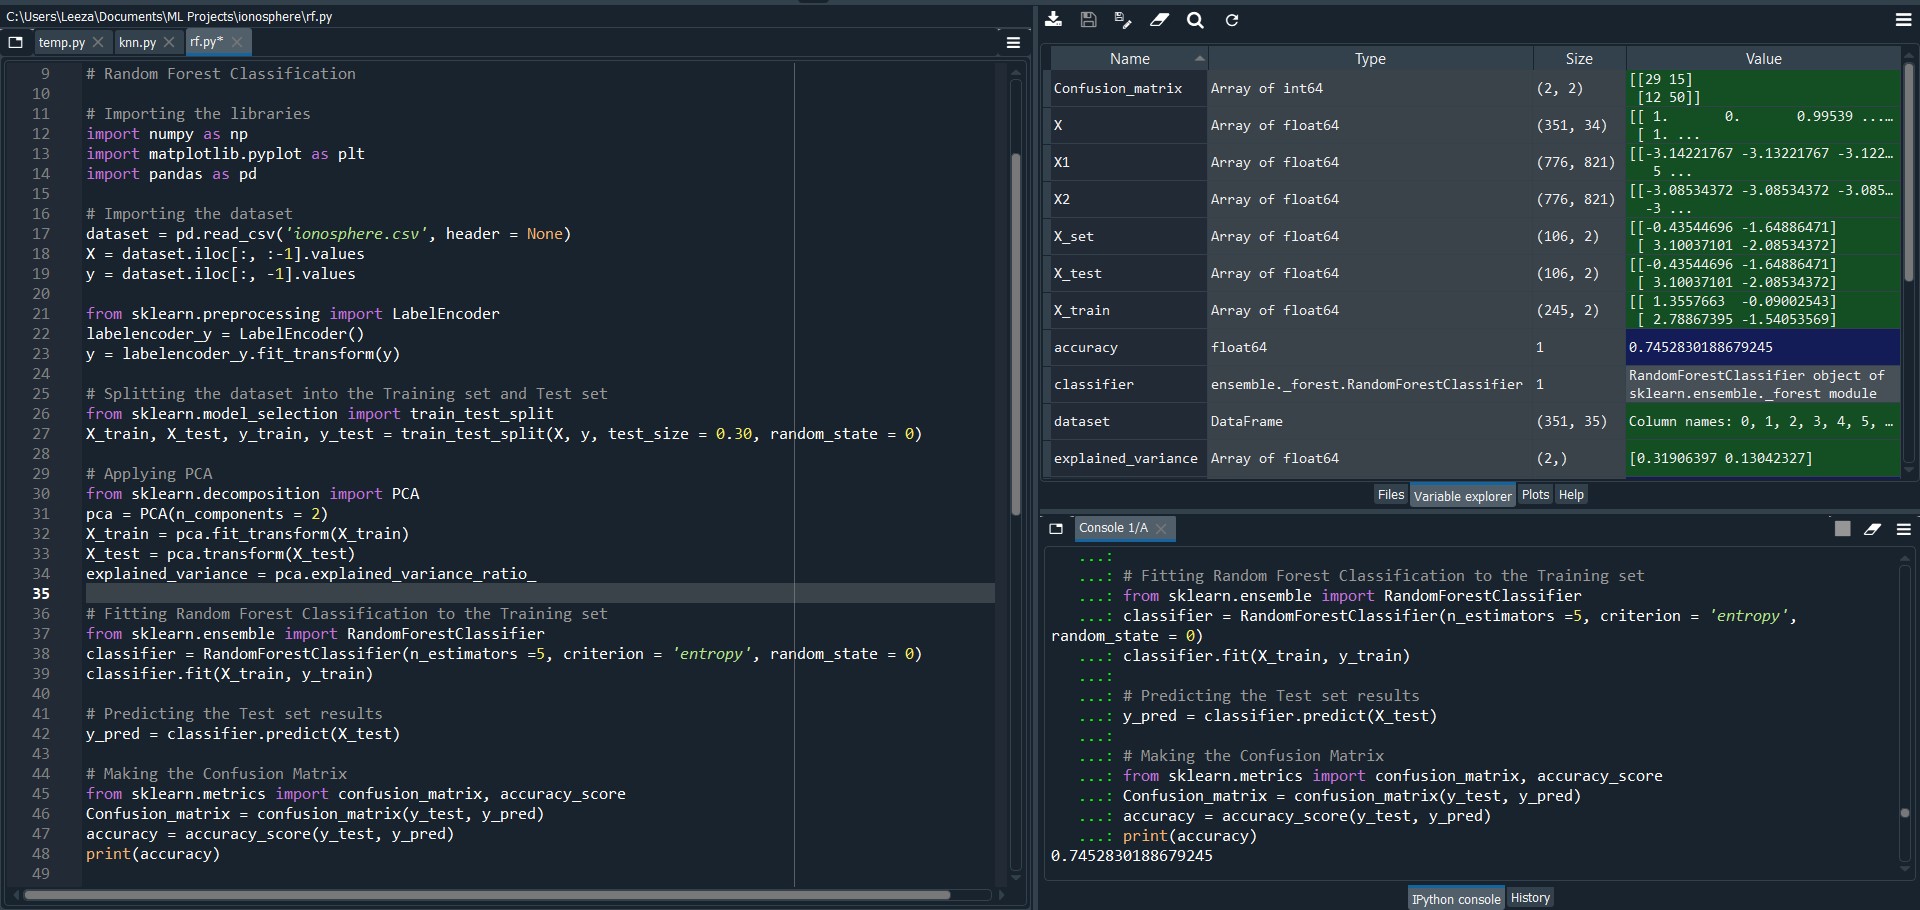 C:\Users\Leeza\Documents\ML Projects\ionosphere\rf.py
temp.py knn.py rf.py*
9 # Random Forest Classification
10
11 # Importing the libraries
12 import numpy as np
13 import matplotlib.pyplot as plt
14 import pandas as pd
15
16 # Importing the dataset
17 dataset = pd.read_csv('ionosphere.csv', header = None)
18 X = dataset.iloc[:, :-1].values
19 y = dataset.iloc[:, -1].values
20
21 from sklearn.preprocessing import LabelEncoder
22 labelencoder_y = LabelEncoder()
23 y = labelencoder_y.fit_transform(y)
24
25 # Splitting the dataset into the Training set and Test set
26 from sklearn.model_selection import train_test_split
27 X_train, X_test, y_train, y_test = train_test_split(X, y, test_size = 0.30, random_state = 0)
28
29 # Applying PCA
30 from sklearn.decomposition import PCA
31 pca = PCA(n_components = 2)
32 X_train = pca.fit_transform(X_train)
33 X_test = pca.transform(X_test)
34 explained_variance = pca.explained_variance_ratio_
35
36 # Fitting Random Forest Classification to the Training set
37 from sklearn.ensemble import RandomForestClassifier
38 classifier = RandomForestClassifier(n_estimators =5, criterion = 'entropy', random_state = 0)
39 classifier.fit(X_train, y_train)
40
41 # Predicting the Test set results
42 y_pred = classifier.predict(X_test)
43
44 # Making the Confusion Matrix
45 from sklearn.metrics import confusion_matrix, accuracy_score
46 Confusion_matrix = confusion_matrix(y_test, y_pred)
47 accuracy = accuracy_score(y_test, y_pred)
48 print(accuracy)
49
Name Type Size Value
Confusion_matrix Array of int64 (2, 2) [[29 15]
[12 50]]
X Array of float64 (351, 34) [[ 1. 0. 0.99539 ...…
[ 1. ...
X1 Array of float64 (776, 821) [[-3.14221767 -3.13221767 -3.122…
5 ...
X2 Array of float64 (776, 821) [[-3.08534372 -3.08534372 -3.085…
-3 ...
X_set Array of float64 (106, 2) [[-0.43544696 -1.64886471]
[ 3.10037101 -2.08534372]
X_test Array of float64 (106, 2) [[-0.43544696 -1.64886471]
[ 3.10037101 -2.08534372]
X_train Array of float64 (245, 2) [[ 1.3557663 -0.09002543]
[ 2.78867395 -1.54053569]
accuracy float64 1 0.7452830188679245
classifier ensemble._forest.RandomForestClassifier 1 RandomForestClassifier object of
sklearn.ensemble._forest module
dataset DataFrame (351, 35) Column names: 0, 1, 2, 3, 4, 5, …
explained_variance Array of float64 (2,) [0.31906397 0.13042327]
Files Variable explorer Plots Help
Console 1/A
...:
...: # Fitting Random Forest Classification to the Training set
...: from sklearn.ensemble import RandomForestClassifier
...: classifier = RandomForestClassifier(n_estimators =5, criterion = 'entropy',
random_state = 0)
...: classifier.fit(X_train, y_train)
...:
...: # Predicting the Test set results
...: y_pred = classifier.predict(X_test)
...:
...: # Making the Confusion Matrix
...: from sklearn.metrics import confusion_matrix, accuracy_score
...: Confusion_matrix = confusion_matrix(y_test, y_pred)
...: accuracy = accuracy_score(y_test, y_pred)
...: print(accuracy)
0.7452830188679245
IPython console History